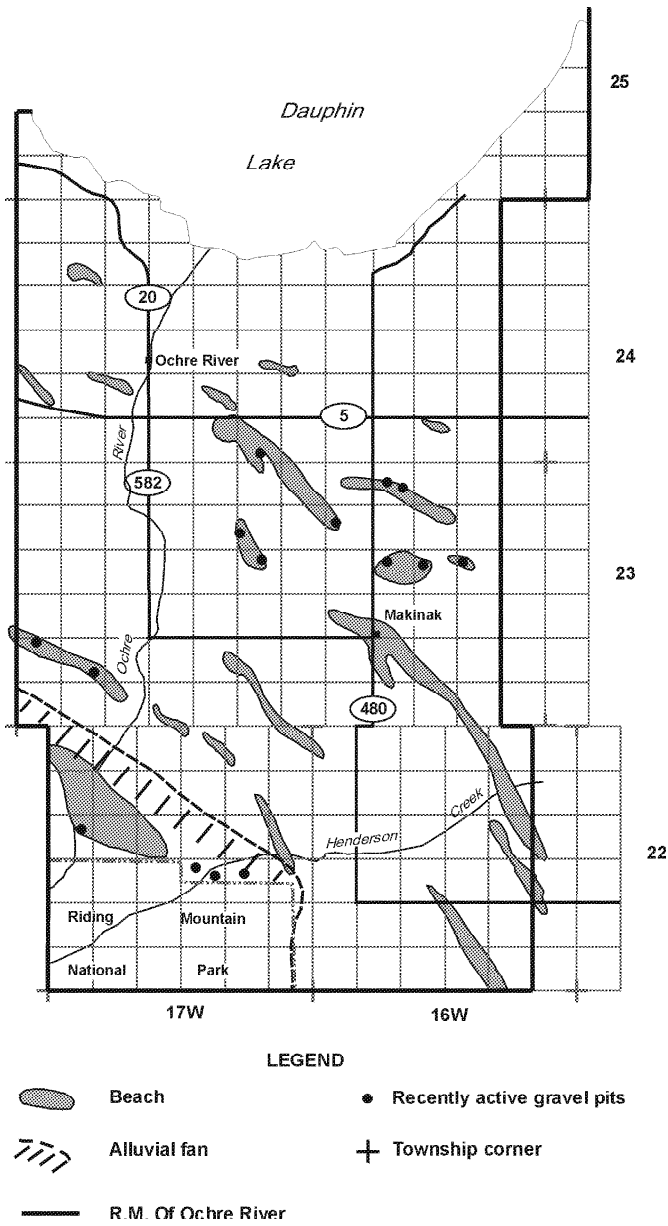 25
Dauphin
Lake
20
24
Ochre River
5
River
582
23
Makinak
Ochre
480
Creek
Henderson
22
Riding Mountain
National Park
17W 16W
LEGEND
Beach
Recently active gravel pits
Alluvial fan
Township corner
R.M. Of Ochre River